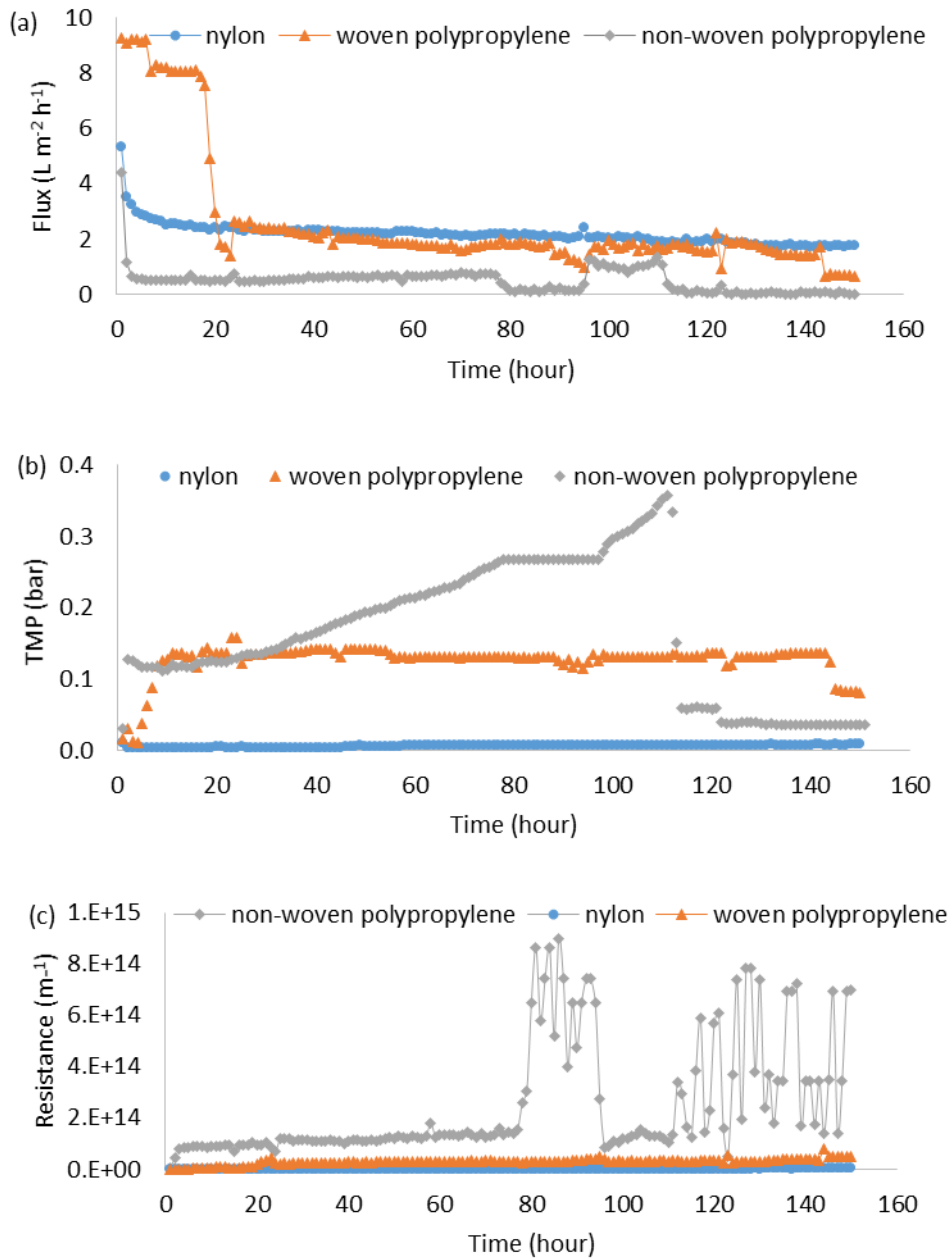 (a)
nylon woven polypropylene non-woven polypropylene
10
8
6
4
2
0
Flux (L m-2 h-1)
0 20 40 60 80 100 120 140 160
Time (hour)
(b)
nylon woven polypropylene non-woven polypropylene
0.4
0.3
0.2
0.1
0.0
TMP (bar)
0 20 40 60 80 100 120 140 160
Time (hour)
(c)
non-woven polypropylene nylon woven polypropylene
1.E+15
8.E+14
6.E+14
4.E+14
2.E+14
0.E+00
Resistance (m-1)
0 20 40 60 80 100 120 140 160
Time (hour)